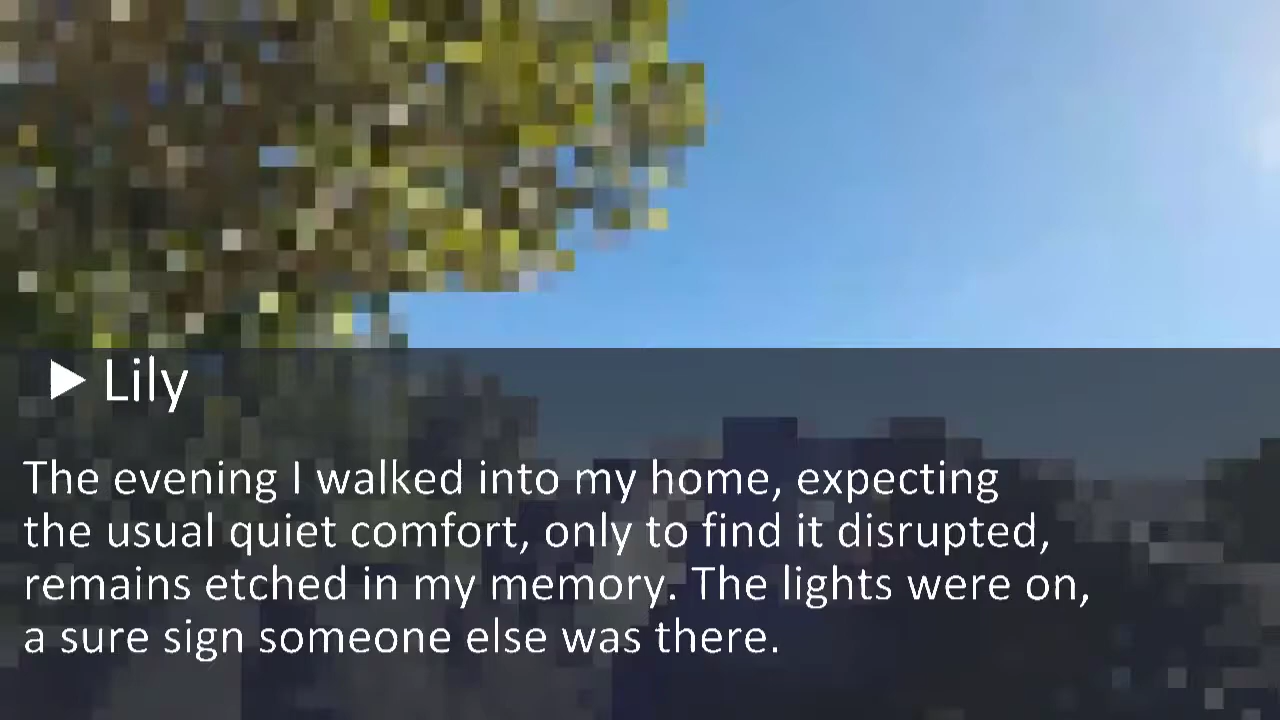 Lily
The evening I walked into my home, expecting
the usual quiet comfort, only to find it disrupted,
remains etched in my memory. The lights were on,
a sure sign someone else was there.